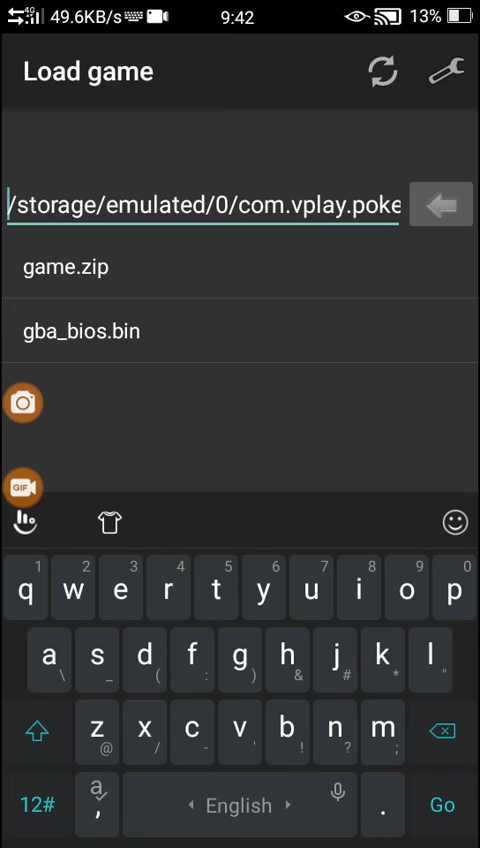 4G 49.6KB/s 9:42 13%
Load game
/storage/emulated/0/com.vplay.poke
game.zip
gba_bios.bin
GIF
1 2 3 4 5 6 7 8 9 0
q w e r t y u i o p
a s d f g h j k l
\ _ ( : ) & # * "
z x c v b n m
@ / - ' ! ? ;
12# a , English . Go